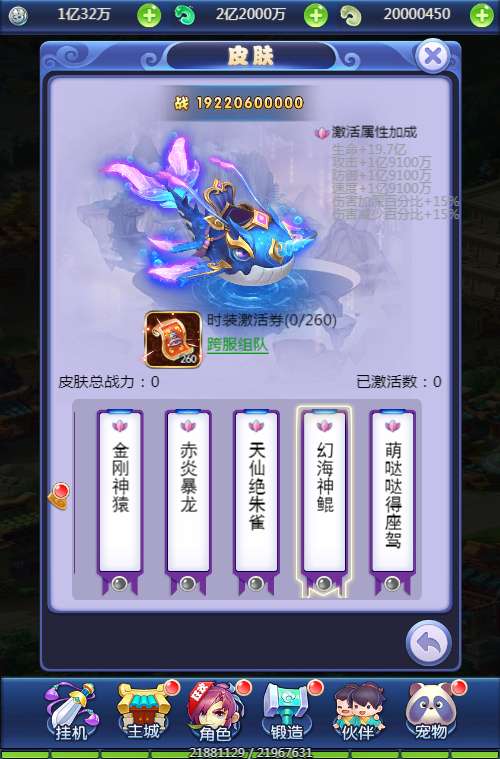 1亿32万
2亿2000万
20000450
皮肤
战 19220600000
激活属性加成
生命+19.7亿
攻击+1亿9100万
防御+1亿9100万
速度+1亿9100万
伤害加深百分比+15%
伤害减少百分比+15%
时装激活券(0/260)
260
跨服组队
皮肤总战力：0
已激活数：0
金刚神猿
赤炎暴龙
天仙绝朱雀
幻海神鲲
萌哒哒得座驾
挂机
主城
角色
锻造
伙伴
宠物
21881129 / 21967631